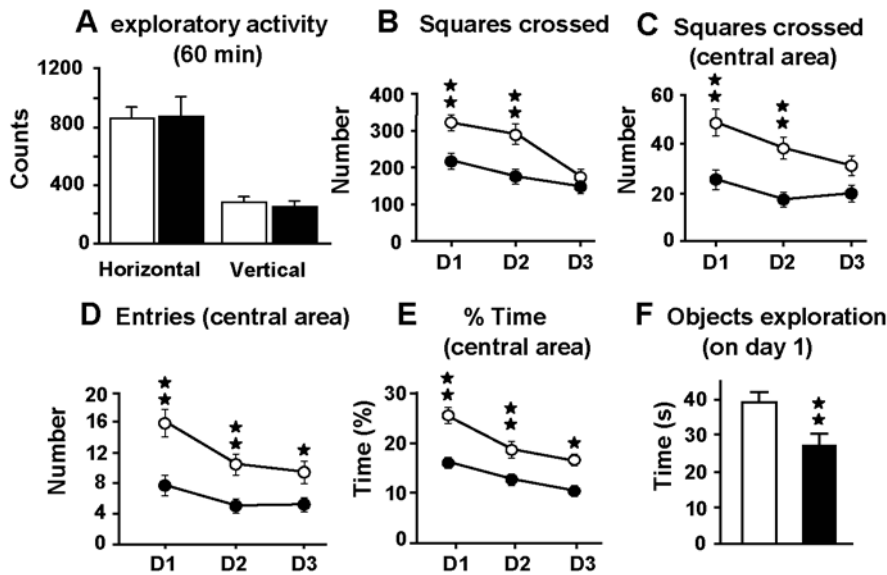 A exploratory activity
(60 min)
Counts
1200
800
400
0
Horizontal Vertical
B Squares crossed
Number
400
300
200
100
0
★★ ★★
D1 D2 D3
C Squares crossed
(central area)
Number
60
40
20
0
★★ ★★
D1 D2 D3
D Entries (central area)
Number
20
16
12
8
4
0
★★ ★★ ★
D1 D2 D3
E % Time
(central area)
Time (%)
30
20
10
0
★★ ★★ ★
D1 D2 D3
F Objects exploration
(on day 1)
Time (s)
40
30
20
10
0
★★